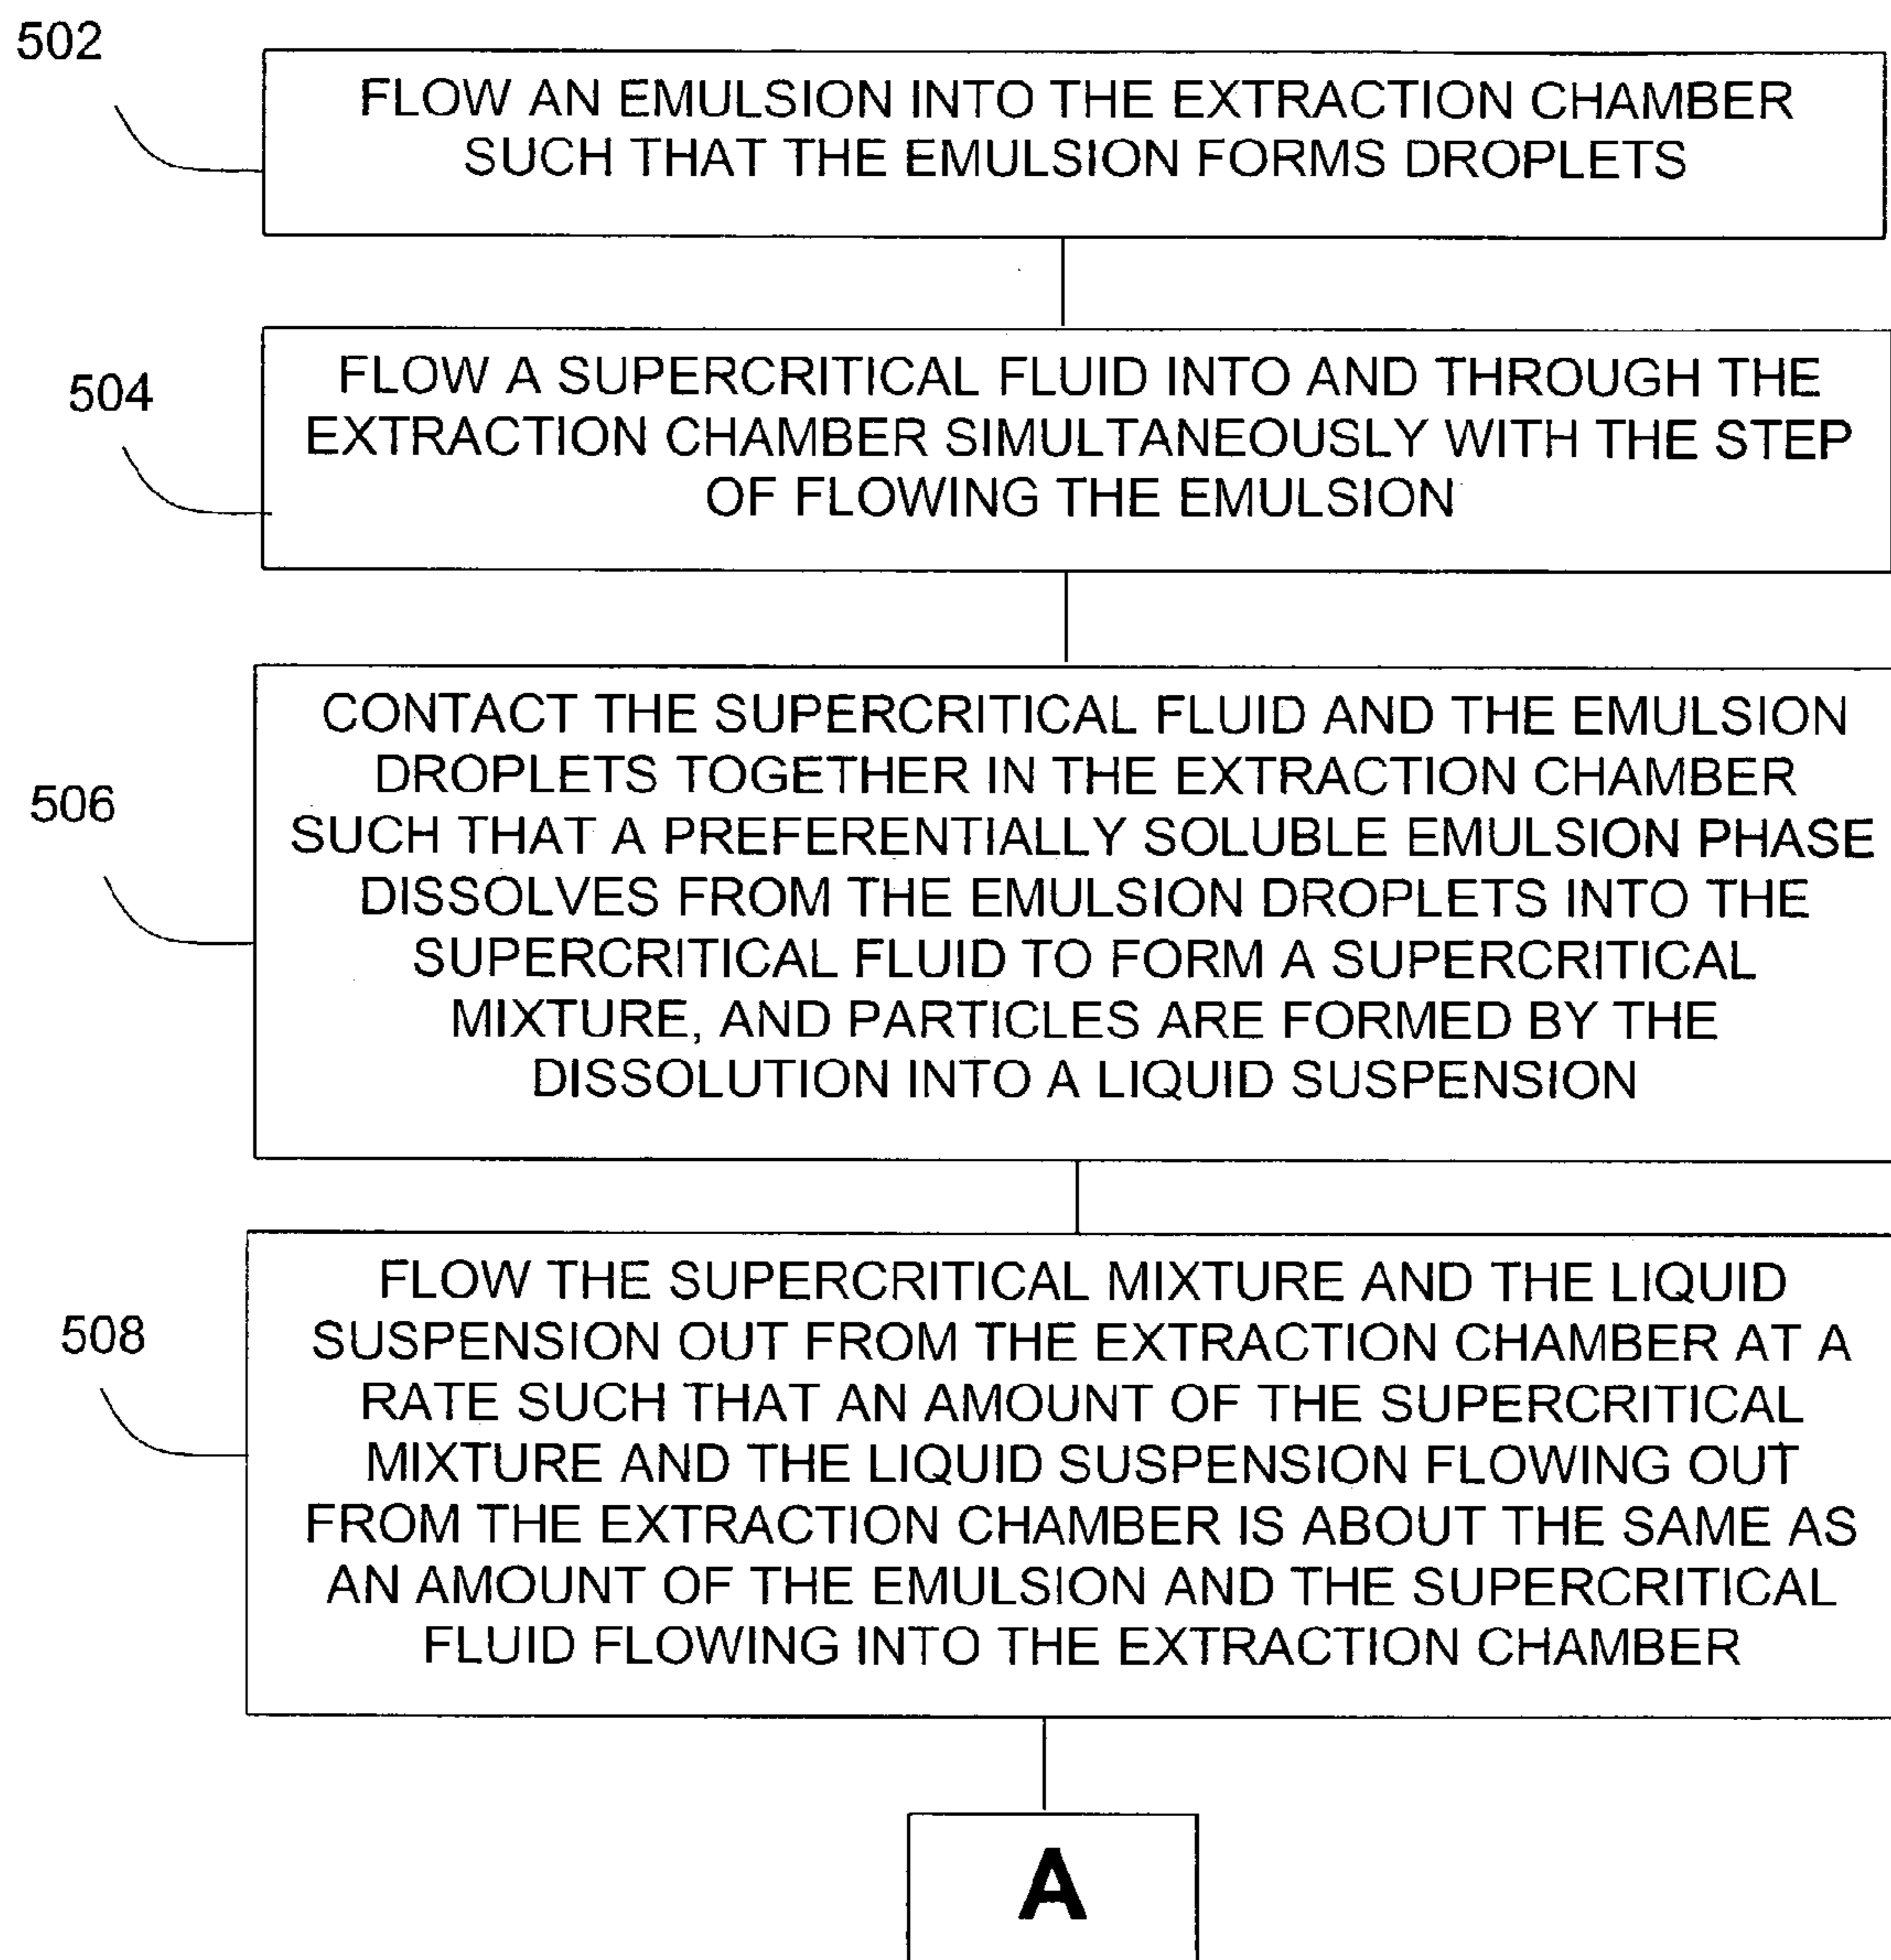 502
FLOW AN EMULSION INTO THE EXTRACTION CHAMBER
SUCH THAT THE EMULSION FORMS DROPLETS
504
FLOW A SUPERCRITICAL FLUID INTO AND THROUGH THE
EXTRACTION CHAMBER SIMULTANEOUSLY WITH THE STEP
OF FLOWING THE EMULSION
506
CONTACT THE SUPERCRITICAL FLUID AND THE EMULSION
DROPLETS TOGETHER IN THE EXTRACTION CHAMBER
SUCH THAT A PREFERENTIALLY SOLUBLE EMULSION PHASE
DISSOLVES FROM THE EMULSION DROPLETS INTO THE
SUPERCRITICAL FLUID TO FORM A SUPERCRITICAL
MIXTURE, AND PARTICLES ARE FORMED BY THE
DISSOLUTION INTO A LIQUID SUSPENSION
508
FLOW THE SUPERCRITICAL MIXTURE AND THE LIQUID
SUSPENSION OUT FROM THE EXTRACTION CHAMBER AT A
RATE SUCH THAT AN AMOUNT OF THE SUPERCRITICAL
MIXTURE AND THE LIQUID SUSPENSION FLOWING OUT
FROM THE EXTRACTION CHAMBER IS ABOUT THE SAME AS
AN AMOUNT OF THE EMULSION AND THE SUPERCRITICAL
FLUID FLOWING INTO THE EXTRACTION CHAMBER
A